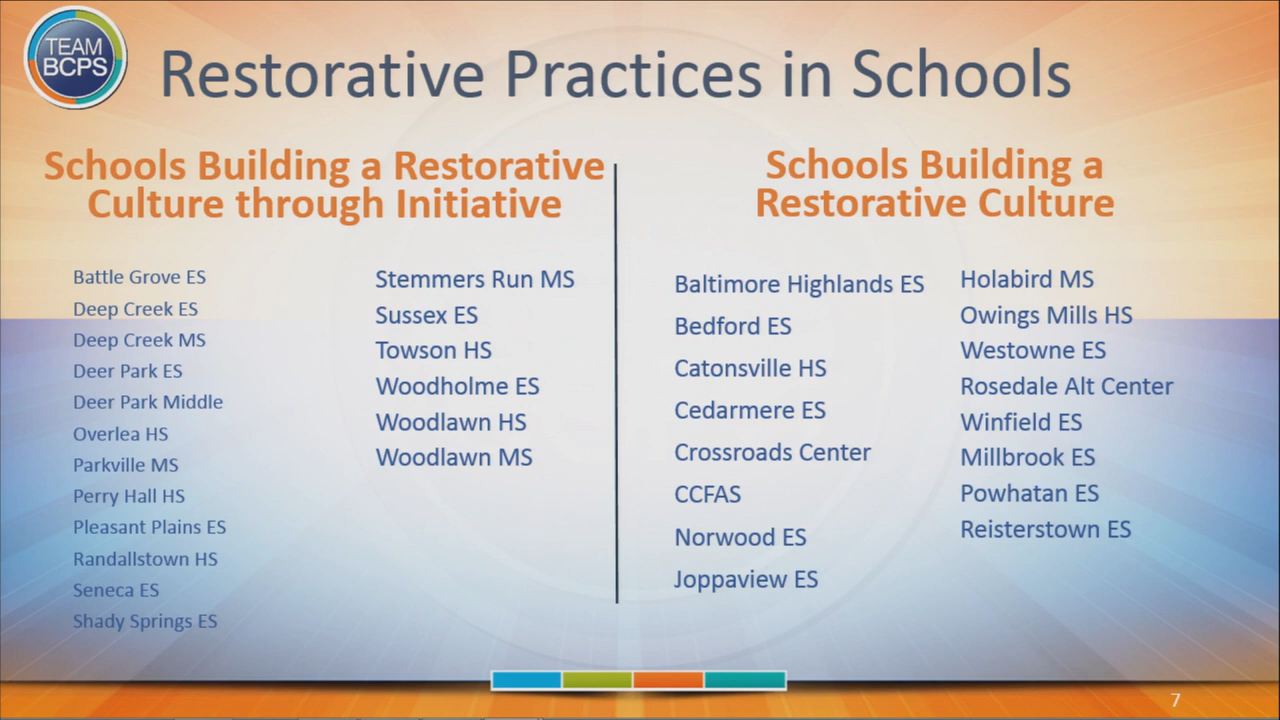 TEAM
BCPS
Restorative Practices in Schools
Schools Building a Restorative
Culture through Initiative
Battle Grove ES
Deep Creek ES
Deep Creek MS
Deer Park ES
Deer Park Middle
Overlea HS
Parkville MS
Perry Hall HS
Pleasant Plains ES
Randallstown HS
Seneca ES
Shady Springs ES
Stemmers Run MS
Sussex ES
Towson HS
Woodholme ES
Woodlawn HS
Woodlawn MS
Schools Building a
Restorative Culture
Baltimore Highlands ES
Bedford ES
Catonsville HS
Cedarmere ES
Crossroads Center
CCFAS
Norwood ES
Joppaview ES
Holabird MS
Owings Mills HS
Westowne ES
Rosedale Alt Center
Winfield ES
Millbrook ES
Powhatan ES
Reisterstown ES
7